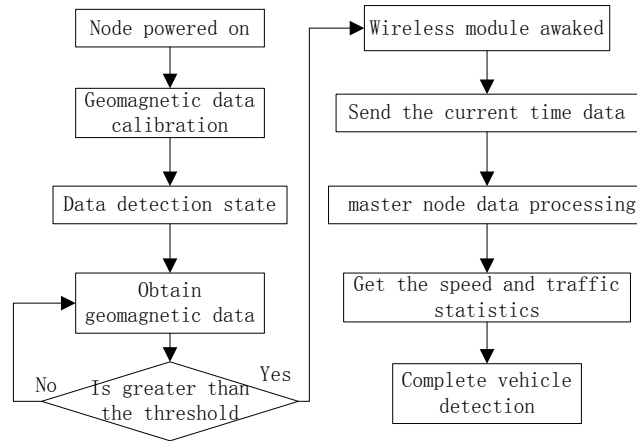 Node powered on
Geomagnetic data
calibration
Data detection state
Obtain
geomagnetic data
No
Is greater than
the threshold
Yes
Wireless module awaked
Send the current time data
master node data processing
Get the speed and traffic
statistics
Complete vehicle
detection